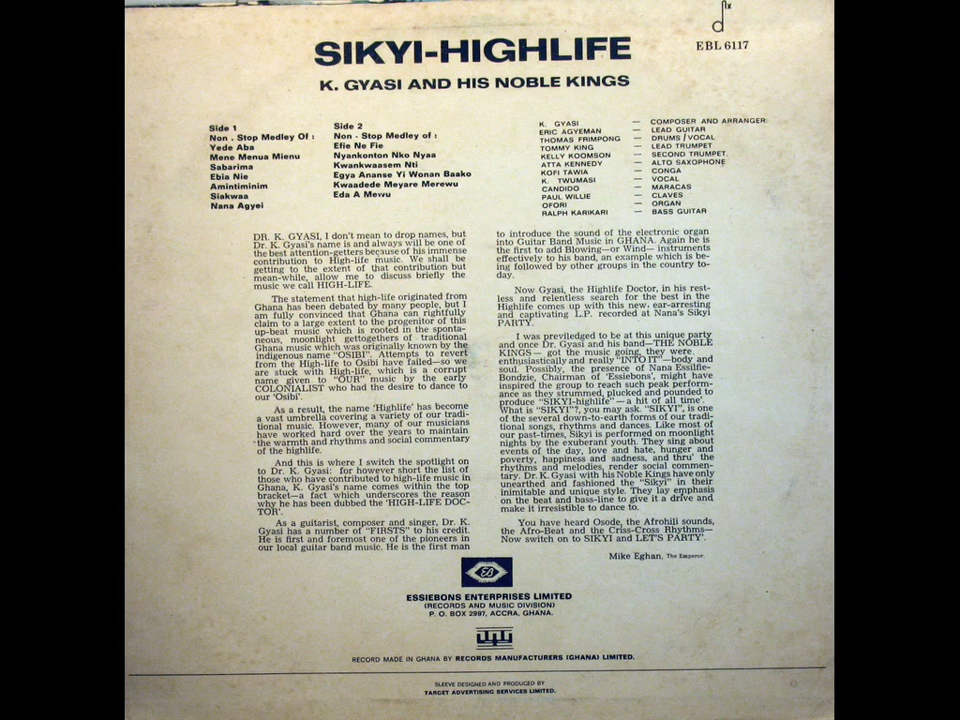 dx
EBL 6117
SIKYI-HIGHLIFE
K. GYASI AND HIS NOBLE KINGS
Side 1
Non . Stop Medley Of :
Yede Aba
Mene Menua Mienu
Sabarima
Ebia Nie
Amintiminim
Siakwaa
Nana Agyei
Side 2
Non - Stop Medley of :
Efie Ne Fie
Nyankonton Nko Nyaa
Kwankwaasem Nti
Egya Ananse Yi Wonan Baako
Kwaadede Meyare Merewu
Eda A Mewu
K. GYASI — COMPOSER AND ARRANGER
ERIC AGYEMAN — LEAD GUITAR
THOMAS FRIMPONG — DRUMS/VOCAL
TOMMY KING — LEAD TRUMPET
KELLY KOOMSON — SECOND TRUMPET
ATTA KENNEDY — ALTO SAXOPHONE
KOFI TAWIA — CONGA
K. TWUMASI — VOCAL
CANDIDO — MARACAS
PAUL WILLIE — CLAVES
OFORI — ORGAN
RALPH KARIKARI — BASS GUITAR
DR. K. GYASI, I don't mean to drop names, but
Dr. K. Gyasi's name is and always will be one of
the best attention-getters because of his immense
contribution to High-life music. We shall be
getting to the extent of that contribution but
mean-while, allow me to discuss briefly the
music we call HIGH-LIFE.
The statement that high-life originated from
Ghana has been debated by many people, but I
am fully convinced that Ghana can rightfully
claim to a large extent to the progenitor of this
up-beat music which is rooted in the sponta-
neous, moonlight gettogethers of traditional
Ghana music which was originally known by the
indigenous name "OSIBI". Attempts to revert
from the High-life to Osibi have failed—so we
are stuck with High-life, which is a corrupt
name given to "OUR" music by the early
COLONIALIST who had the desire to dance to
our 'Osibi'.
As a result, the name 'Highlife' has become
a vast umbrella covering a variety of our tradi-
tional music. However, many of our musicians
have worked hard over the years to maintain
'the warmth and rhythms and social commentary
of the highlife.
And this is where I switch the spotlight on
to Dr. K. Gyasi: for however short the list of
those who have contributed to high-life music in
Ghana, K. Gyasi's name comes within the top
bracket—a fact which underscores the reason
why he has been dubbed the 'HIGH-LIFE DOC-
TOR'.
As a guitarist, composer and singer, Dr. K.
Gyasi has a number of "FIRSTS" to his credit.
He is first and foremost one of the pioneers in
our local guitar band music. He is the first man
to introduce the sound of the electronic organ
into Guitar Band Music in GHANA. Again he is
the first to add Blowing—or Wind— instruments
effectively to his band, an example which is be-
ing followed by other groups in the country to-
day.
Now Gyasi, the Highlife Doctor, in his rest-
less and relentless search for the best in the
Highlife comes up with this new, ear-arresting
and captivating L.P. recorded at Nana's Sikyi
PARTY.
I was previledged to be at this unique party
and once Dr. Gyasi and his band—THE NOBLE
KINGS— got the music going, they were
enthusiastically and really "INTO IT"—body and
soul. Possibly, the presence of Nana Essilfie-
Bondzie, Chairman of 'Essiebons', might have
inspired the group to reach such peak perform-
ance as they strummed, plucked and pounded to
produce "SIKYI-highlife"—a hit of all time'.
What is "SIKYI"?, you may ask. "SIKYI", is one
of the several down-to-earth forms of our tradi-
tional songs, rhythms and dances. Like most of
our past-times, Sikyi is performed on moonlight
nights by the exuberant youth. They sing about
events of the day, love and hate, hunger and
poverty, happiness and sadness, and thru' the
rhythms and melodies, render social commen-
tary. Dr. K. Gyasi with his Noble Kings have only
unearthed and fashioned the "Sikyi" in their
inimitable and unique style. They lay emphasis
on the beat and bass-line to give it a drive and
make it irresistible to dance to.
You have heard Osode, the Afrohili sounds,
the Afro-Beat and the Criss-Cross Rhythms—
Now switch on to SIKYI and LET'S PARTY'.
Mike Eghan, The Emperor.
EB
ESSIEBONS ENTERPRISES LIMITED
(RECORDS AND MUSIC DIVISION)
P. O. BOX 2997, ACCRA, GHANA.
RECORD MADE IN GHANA BY RECORDS MANUFACTURERS (GHANA) LIMITED.
SLEEVE DESIGNED AND PRODUCED BY
TARGET ADVERTISING SERVICES LIMITED.